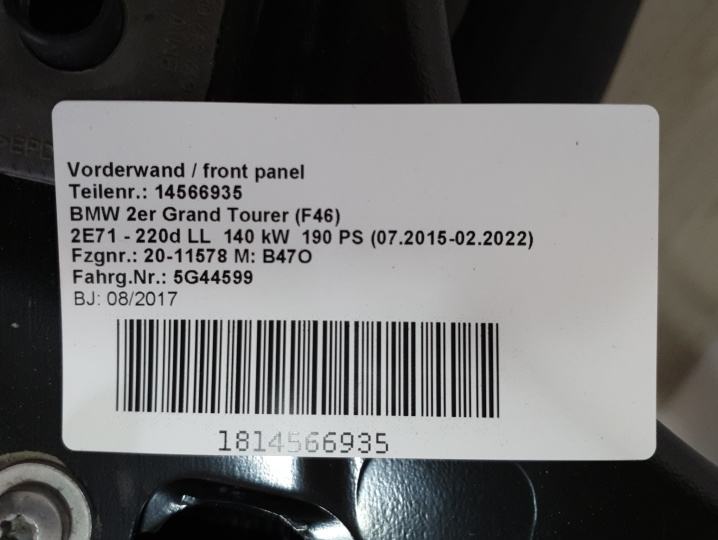 >EPD
Vorderwand / front panel
Teilenr.: 14566935
BMW 2er Grand Tourer (F46)
2E71 - 220d LL 140 kW 190 PS (07.2015-02.2022)
Fzgnr.: 20-11578 M: B47O
Fahrg.Nr.: 5G44599
BJ: 08/2017
1814566935